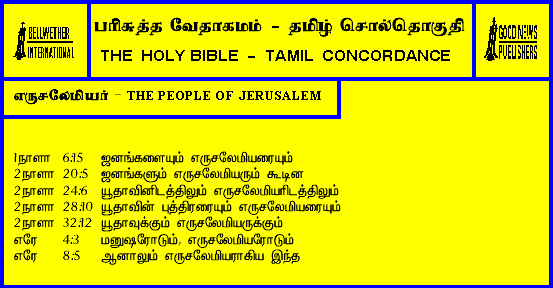 BELLWETHER
INTERNATIONAL
பரிசுத்த வேதாகமம் - தமிழ் சொல்தொகுதி
THE HOLY BIBLE - TAMIL CONCORDANCE
GOOD NEWS
PUBLISHERS
எருசலேமியர் - THE PEOPLE OF JERUSALEM
1நாளா 6:15 ஜனங்களையும் எருசலேமியரையும்
2நாளா 20:5 ஜனங்களும் எருசலேமியரும் கூடின
2நாளா 24:6 யூதாவினிடத்திலும் எருசலேமியரிடத்திலும்
2நாளா 28:10 யூதாவின் புத்திரரையும் எருசலேமியரையும்
2நாளா 32:12 யூதாவுக்கும் எருசலேமியருக்கும்
எரே 4:3 மனுஷரோடும், எருசலேமியரோடும்
எரே 8:5 ஆனாலும் எருசலேமியராகிய இந்த